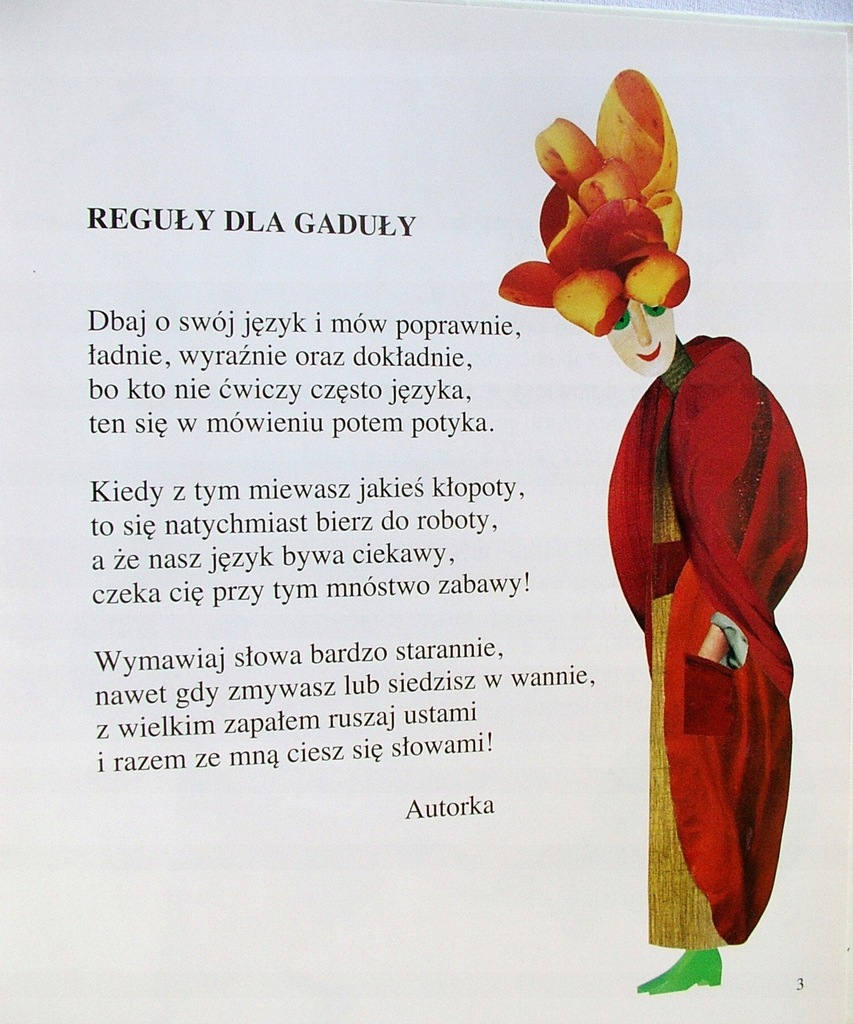 REGUŁY DLA GADUŁY
Dbaj o swój język i mów poprawnie,
ładnie, wyraźnie oraz dokładnie,
bo kto nie ćwiczy często języka,
ten się w mówieniu potem potyka.
Kiedy z tym miewasz jakieś kłopoty,
to się natychmiast bierz do roboty,
a że nasz język bywa ciekawy,
czeka cię przy tym mnóstwo zabawy!
Wymawiaj słowa bardzo starannie,
nawet gdy zmywasz lub siedzisz w wannie,
z wielkim zapałem ruszaj ustami
i razem ze mną ciesz się słowami!
Autorka
3